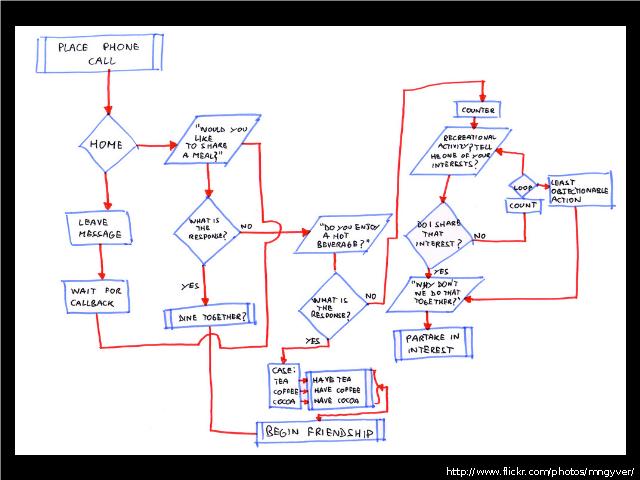 PLACE PHONE
CALL
HOME
LEAVE
MESSAGE
WAIT FOR
CALLBACK
"WOULD YOU
LIKE
TO SHARE
A MEAL?"
WHAT IS
THE
RESPONSE?
NO
YES
DINE TOGETHER?
"DO YOU ENJOY
A HOT
BEVERAGE?"
WHAT IS
THE
RESPONSE?
NO
YES
CASE:
TEA
COFFEE
COCOA
HAVE TEA
HAVE COFFEE
HAVE COCOA
BEGIN FRIENDSHIP
COUNTER
RECREATIONAL
ACTIVITY? TELL
ME ONE OF YOUR
INTERESTS?"
LOOP
COUNT
LEAST
OBJECTIONABLE
ACTION
DO I SHARE
THAT
INTEREST?
NO
YES
"WHY DON'T
WE DO THAT
TOGETHER?"
PARTAKE IN
INTEREST
http://www.flickr.com/photos/mngyver/